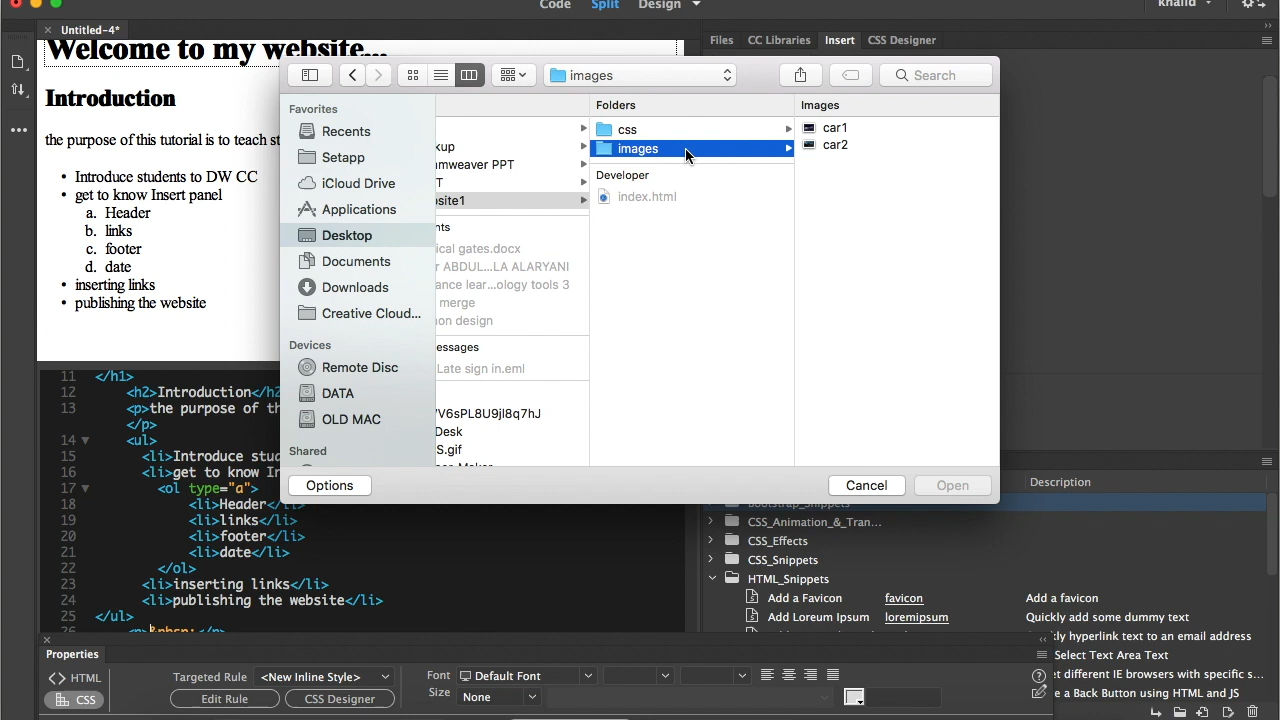 Code Split Design
Khalid
Untitled-4*
Files CC Libraries Insert CSS Designer
Welcome to my website...
Introduction
the purpose of this tutorial is to teach st
• Introduce students to DW CC
• get to know Insert panel
a. Header
b. links
c. footer
d. date
• inserting links
• publishing the website
images
Search
Favorites
Recents
Setapp
iCloud Drive
Applications
Desktop
Documents
Downloads
Creative Cloud...
Devices
Remote Disc
DATA
OLD MAC
Shared
kup
mweaver PPT
T
site1
nts
ical gates.docx
r ABDUL...LA ALARYANI
ance lear...ology tools 3
merge
on design
essages
Late sign in.eml
V6sPL8U9jl8q7hJ
Desk
S.gif
Folders
css
images
Developer
index.html
Images
car1
car2
Options
Cancel
Open
11 </h1>
12 <h2>Introduction</h2
13 <p>the purpose of th
</p>
14 <ul>
15 <li>Introduce stud
16 <li>get to know In
17 <ol type="a">
18 <li>Header</li>
19 <li>links</li>
20 <li>footer</li>
21 <li>date</li>
22 </ol>
23 <li>inserting links</li>
24 <li>publishing the website</li>
25 </ul>
26 <p>&nbsp;</p>
Description
Bootstrap_Snippets
CSS_Animation_&_Tran...
CSS_Effects
CSS_Snippets
HTML_Snippets
Add a Favicon favicon Add a favicon
Add Loreum Ipsum loremipsum Quickly add some dummy text
kly hyperlink text to an email address
Select Text Area Text
et different IE browsers with specific s...
e a Back Button using HTML and JS
Properties
<> HTML
CSS
Targeted Rule <New Inline Style>
Edit Rule CSS Designer
Font Default Font
Size None